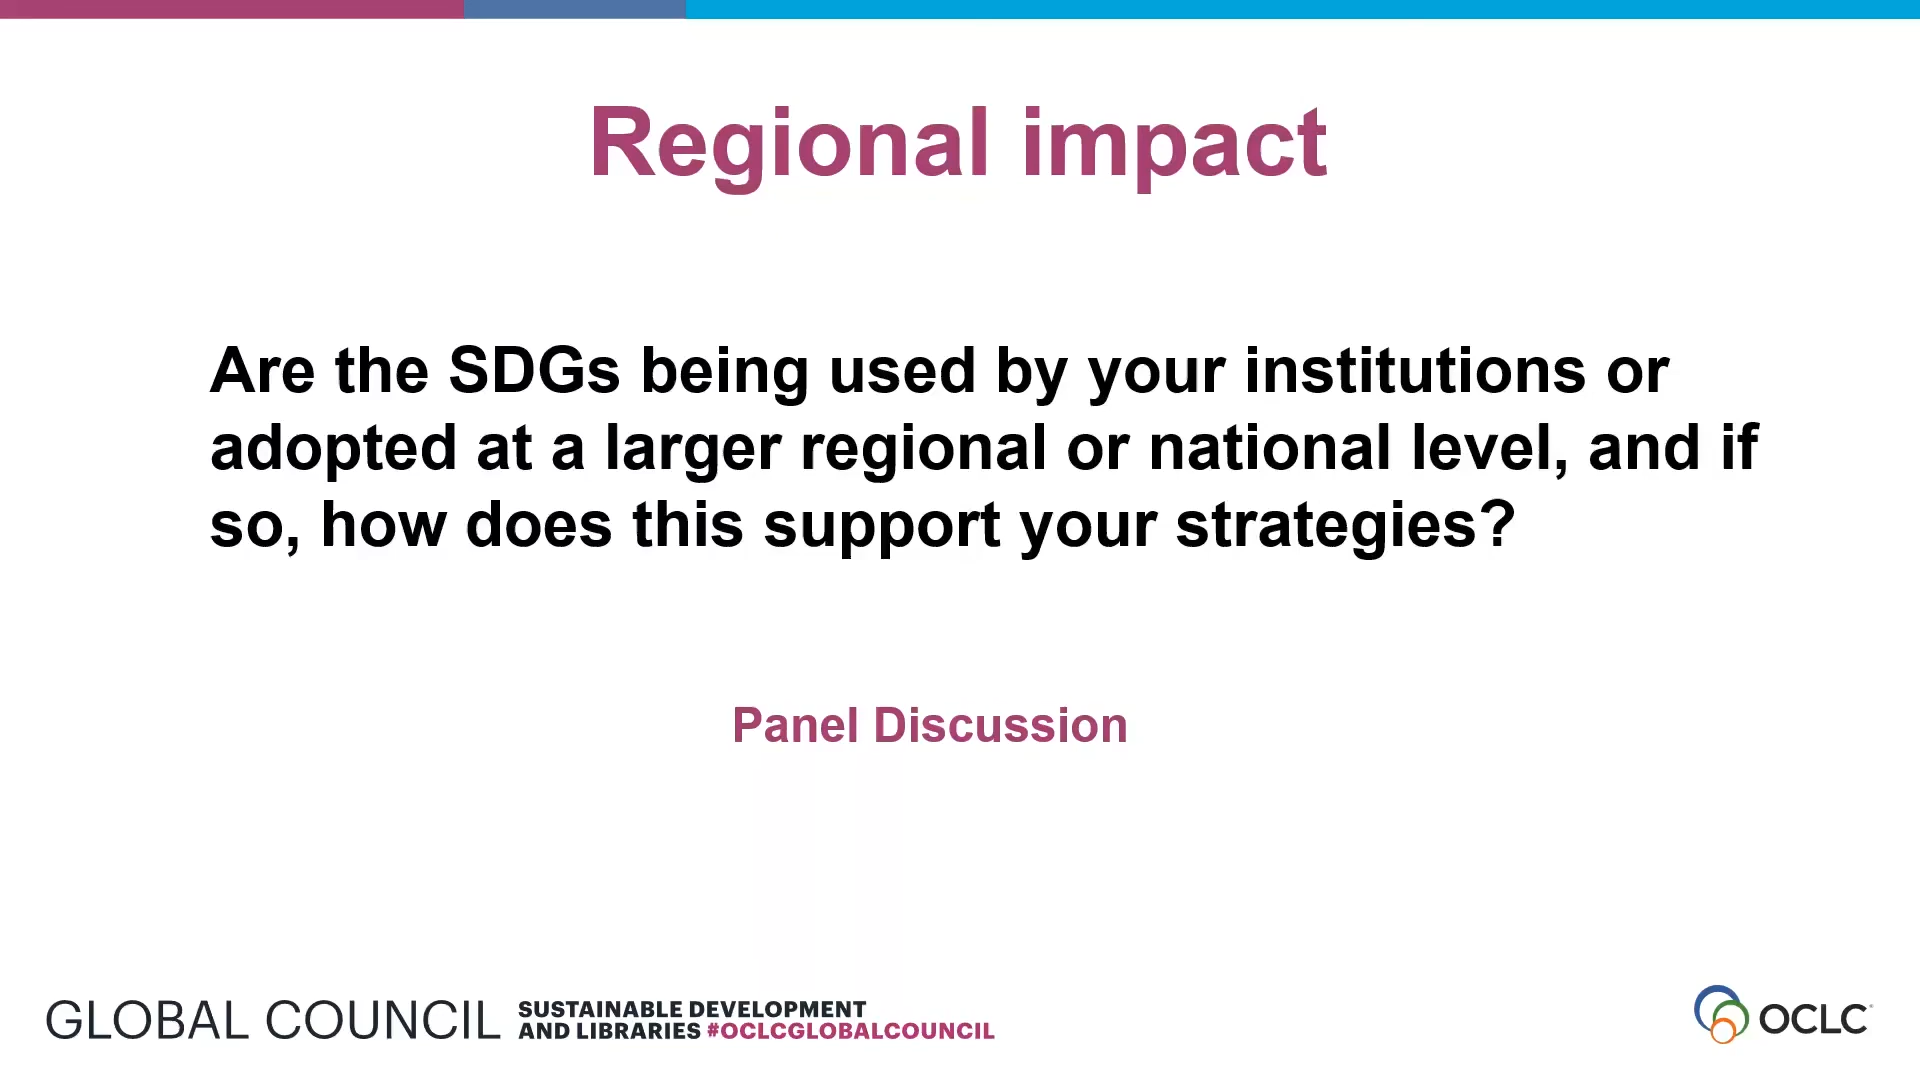 Regional impact
Are the SDGs being used by your institutions or
adopted at a larger regional or national level, and if
so, how does this support your strategies?
Panel Discussion
GLOBAL COUNCIL
SUSTAINABLE DEVELOPMENT
AND LIBRARIES #OCLCGLOBALCOUNCIL
OCLC